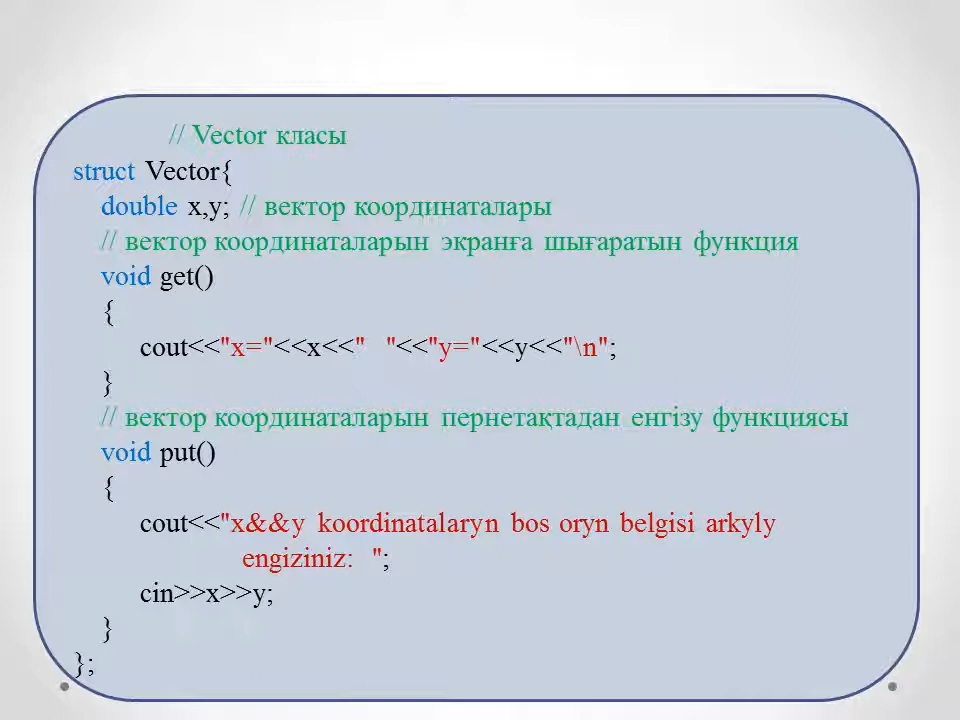 // Vector класы
struct Vector{
double x,y; // вектор координаталары
// вектор координаталарын экранға шығаратын функция
void get()
{
cout<<"x="<<x<<"  "<<"y="<<y<<"\n";
}
// вектор координаталарын пернетақтадан енгізу функциясы
void put()
{
cout<<"x&&y koordinatalaryn bos oryn belgisi arkyly
engiziniz:  ";
cin>>x>>y;
}
};